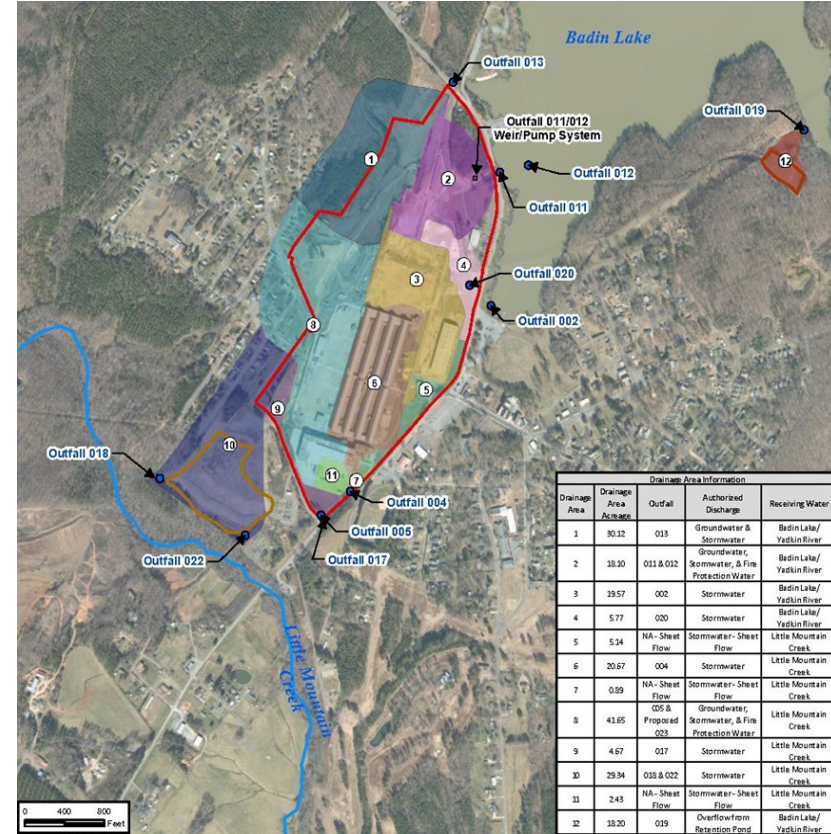 Badin Lake
Outfall 013
Outfall 011/012
Weir/Pump System
Outfall 019
1
2
12
Outfall 012
Outfall 011
3
4
Outfall 020
Outfall 002
8
6
5
9
10
11
7
Outfall 018
Outfall 004
Outfall 005
Outfall 017
Outfall 022
Little Mountain
Creek
0 400 800
Feet
Drainage Area Information
Drainage Area Drainage Area Acreage Outfall Authorized Discharge Receiving Water
1 30.12 013 Groundwater & Stormwater Badin Lake/ Yadkin River
2 18.10 011 & 012 Groundwater, Stormwater, & Fire Protection Water Badin Lake/ Yadkin River
3 19.57 002 Stormwater Badin Lake/ Yadkin River
4 5.77 020 Stormwater Badin Lake/ Yadkin River
5 5.14 NA - Sheet Flow Stormwater - Sheet Flow Little Mountain Creek
6 20.67 004 Stormwater Little Mountain Creek
7 0.89 NA - Sheet Flow Stormwater - Sheet Flow Little Mountain Creek
8 41.65 005 & Proposed 023 Groundwater, Stormwater, & Fire Protection Water Little Mountain Creek
9 4.67 017 Stormwater Little Mountain Creek
10 29.34 018 & 022 Stormwater Little Mountain Creek
11 2.43 NA - Sheet Flow Stormwater - Sheet Flow Little Mountain Creek
12 18.20 019 Overflow from Retention Pond Badin Lake/ Yadkin River